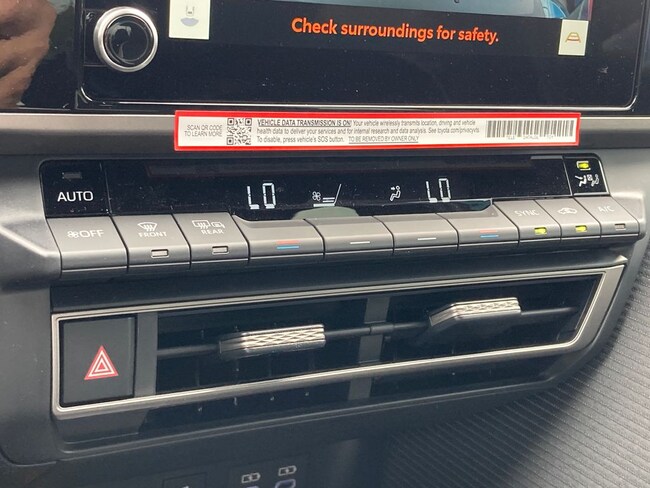 Check surroundings for safety.
SCAN QR CODE
TO LEARN MORE
VEHICLE DATA TRANSMISSION IS ON! Your vehicle wirelessly transmits location, driving and vehicle
health data to deliver your services and for internal research and data analysis. See toyota.com/privacyvts.
To disable, press vehicle's SOS button. TO BE REMOVED BY OWNER ONLY
AUTO
LO
LO
OFF
FRONT
REAR
SYNC
A/C